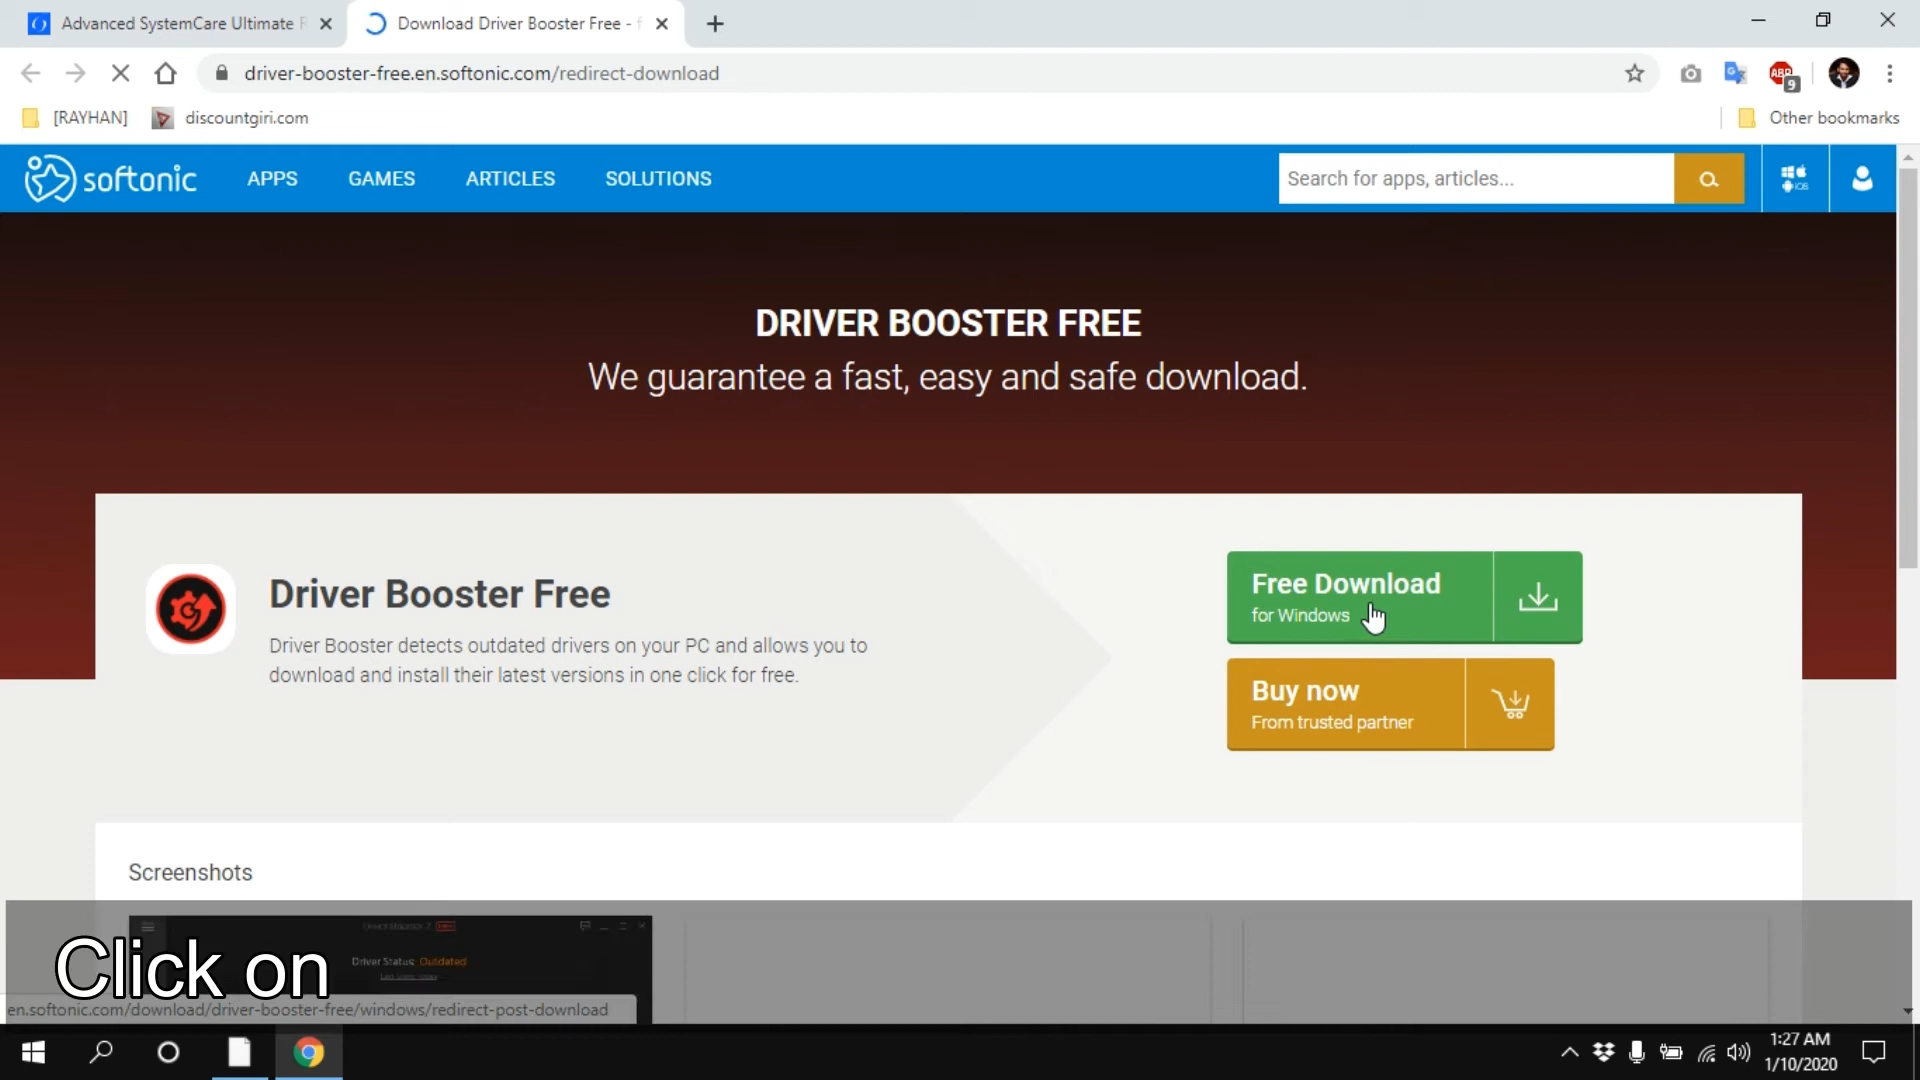 Advanced SystemCare Ultimate
Download Driver Booster Free -
driver-booster-free.en.softonic.com/redirect-download
ABP
9
[RAYHAN]
discountgiri.com
Other bookmarks
softonic
APPS
GAMES
ARTICLES
SOLUTIONS
Search for apps, articles...
iOS
DRIVER BOOSTER FREE
We guarantee a fast, easy and safe download.
Driver Booster Free
Driver Booster detects outdated drivers on your PC and allows you to
download and install their latest versions in one click for free.
Free Download
for Windows
Buy now
From trusted partner
Screenshots
Driver Status: Outdated
Click on
en.softonic.com/download/driver-booster-free/windows/redirect-post-download
1:27 AM
1/10/2020